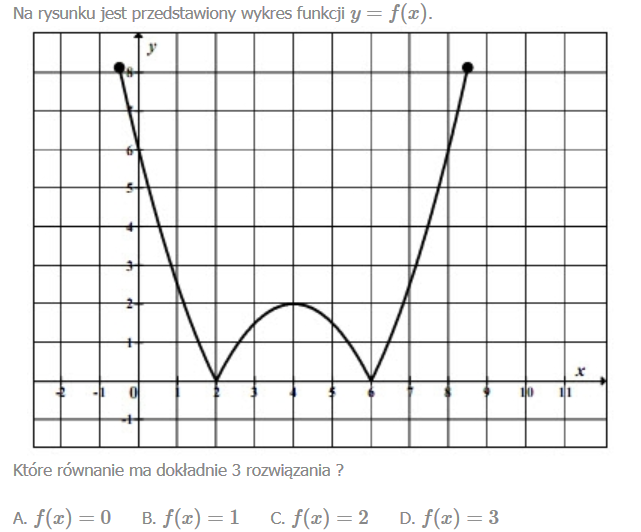 Na rysunku jest przedstawiony wykres funkcji y = f(x).
y
8
6
5
4
3
2
1
x
-2 -1 0 1 2 3 4 5 6 7 8 9 10 11
-1
Które równanie ma dokładnie 3 rozwiązania ?
A. f(x) = 0 B. f(x) = 1 C. f(x) = 2 D. f(x) = 3